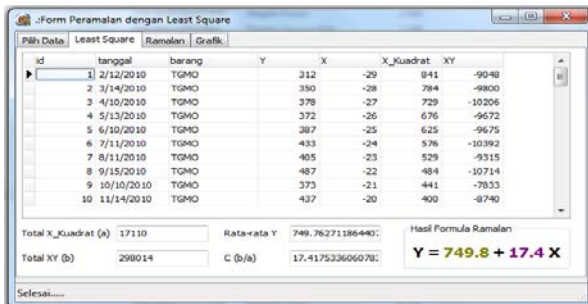 .:Form Peramalan dengan Least Square
Pilih Data Least Square Ramalan Grafik
id tanggal barang Y X X_Kuadrat XY
1 2/12/2010 TGMO 312 -29 841 -9048
2 3/14/2010 TGMO 350 -28 784 -9800
3 4/10/2010 TGMO 378 -27 729 -10206
4 5/13/2010 TGMO 372 -26 676 -9672
5 6/10/2010 TGMO 387 -25 625 -9675
6 7/11/2010 TGMO 433 -24 576 -10392
7 8/11/2010 TGMO 405 -23 529 -9315
8 9/15/2010 TGMO 487 -22 484 -10714
9 10/10/2010 TGMO 373 -21 441 -7833
10 11/14/2010 TGMO 437 -20 400 -8740
Total X_Kuadrat (a) 17110 Rata-rata Y 749.762711864407 Hasil Formula Ramalan
Total XY (b) 298014 C (b/a) 17.4175336060783 Y = 749.8 + 17.4 X
Selesai.....